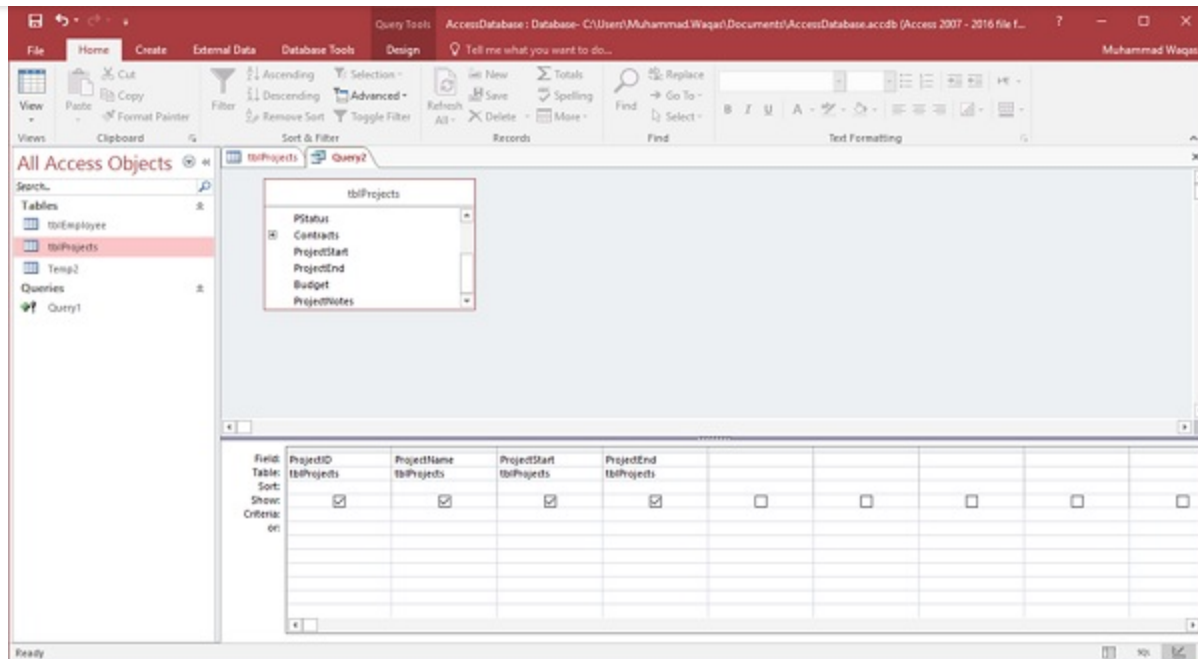 Query Tools AccessDatabase : Database- C:\Users\Muhammad.Waqas\Documents\AccessDatabase.accdb (Access 2007 - 2016 file f... ?
File Home Create External Data Database Tools Design Tell me what you want to do... Muhammad Waqas
View Paste Cut Copy Format Painter
Filter Ascending Descending Remove Sort Selection Advanced Toggle Filter
Refresh All New Save Delete Totals Spelling More
Find Replace Go To Select
B I U A
Views Clipboard Sort & Filter Records Find Text Formatting
All Access Objects
Search...
Tables
tblEmployee
tblProjects
Temp2
Queries
Query1
tblProjects Query2
tblProjects
PStatus
Contracts
ProjectStart
ProjectEnd
Budget
ProjectNotes
Field: ProjectID ProjectName ProjectStart ProjectEnd
Table: tblProjects tblProjects tblProjects tblProjects
Sort:
Show:
Criteria:
or:
Ready SQL